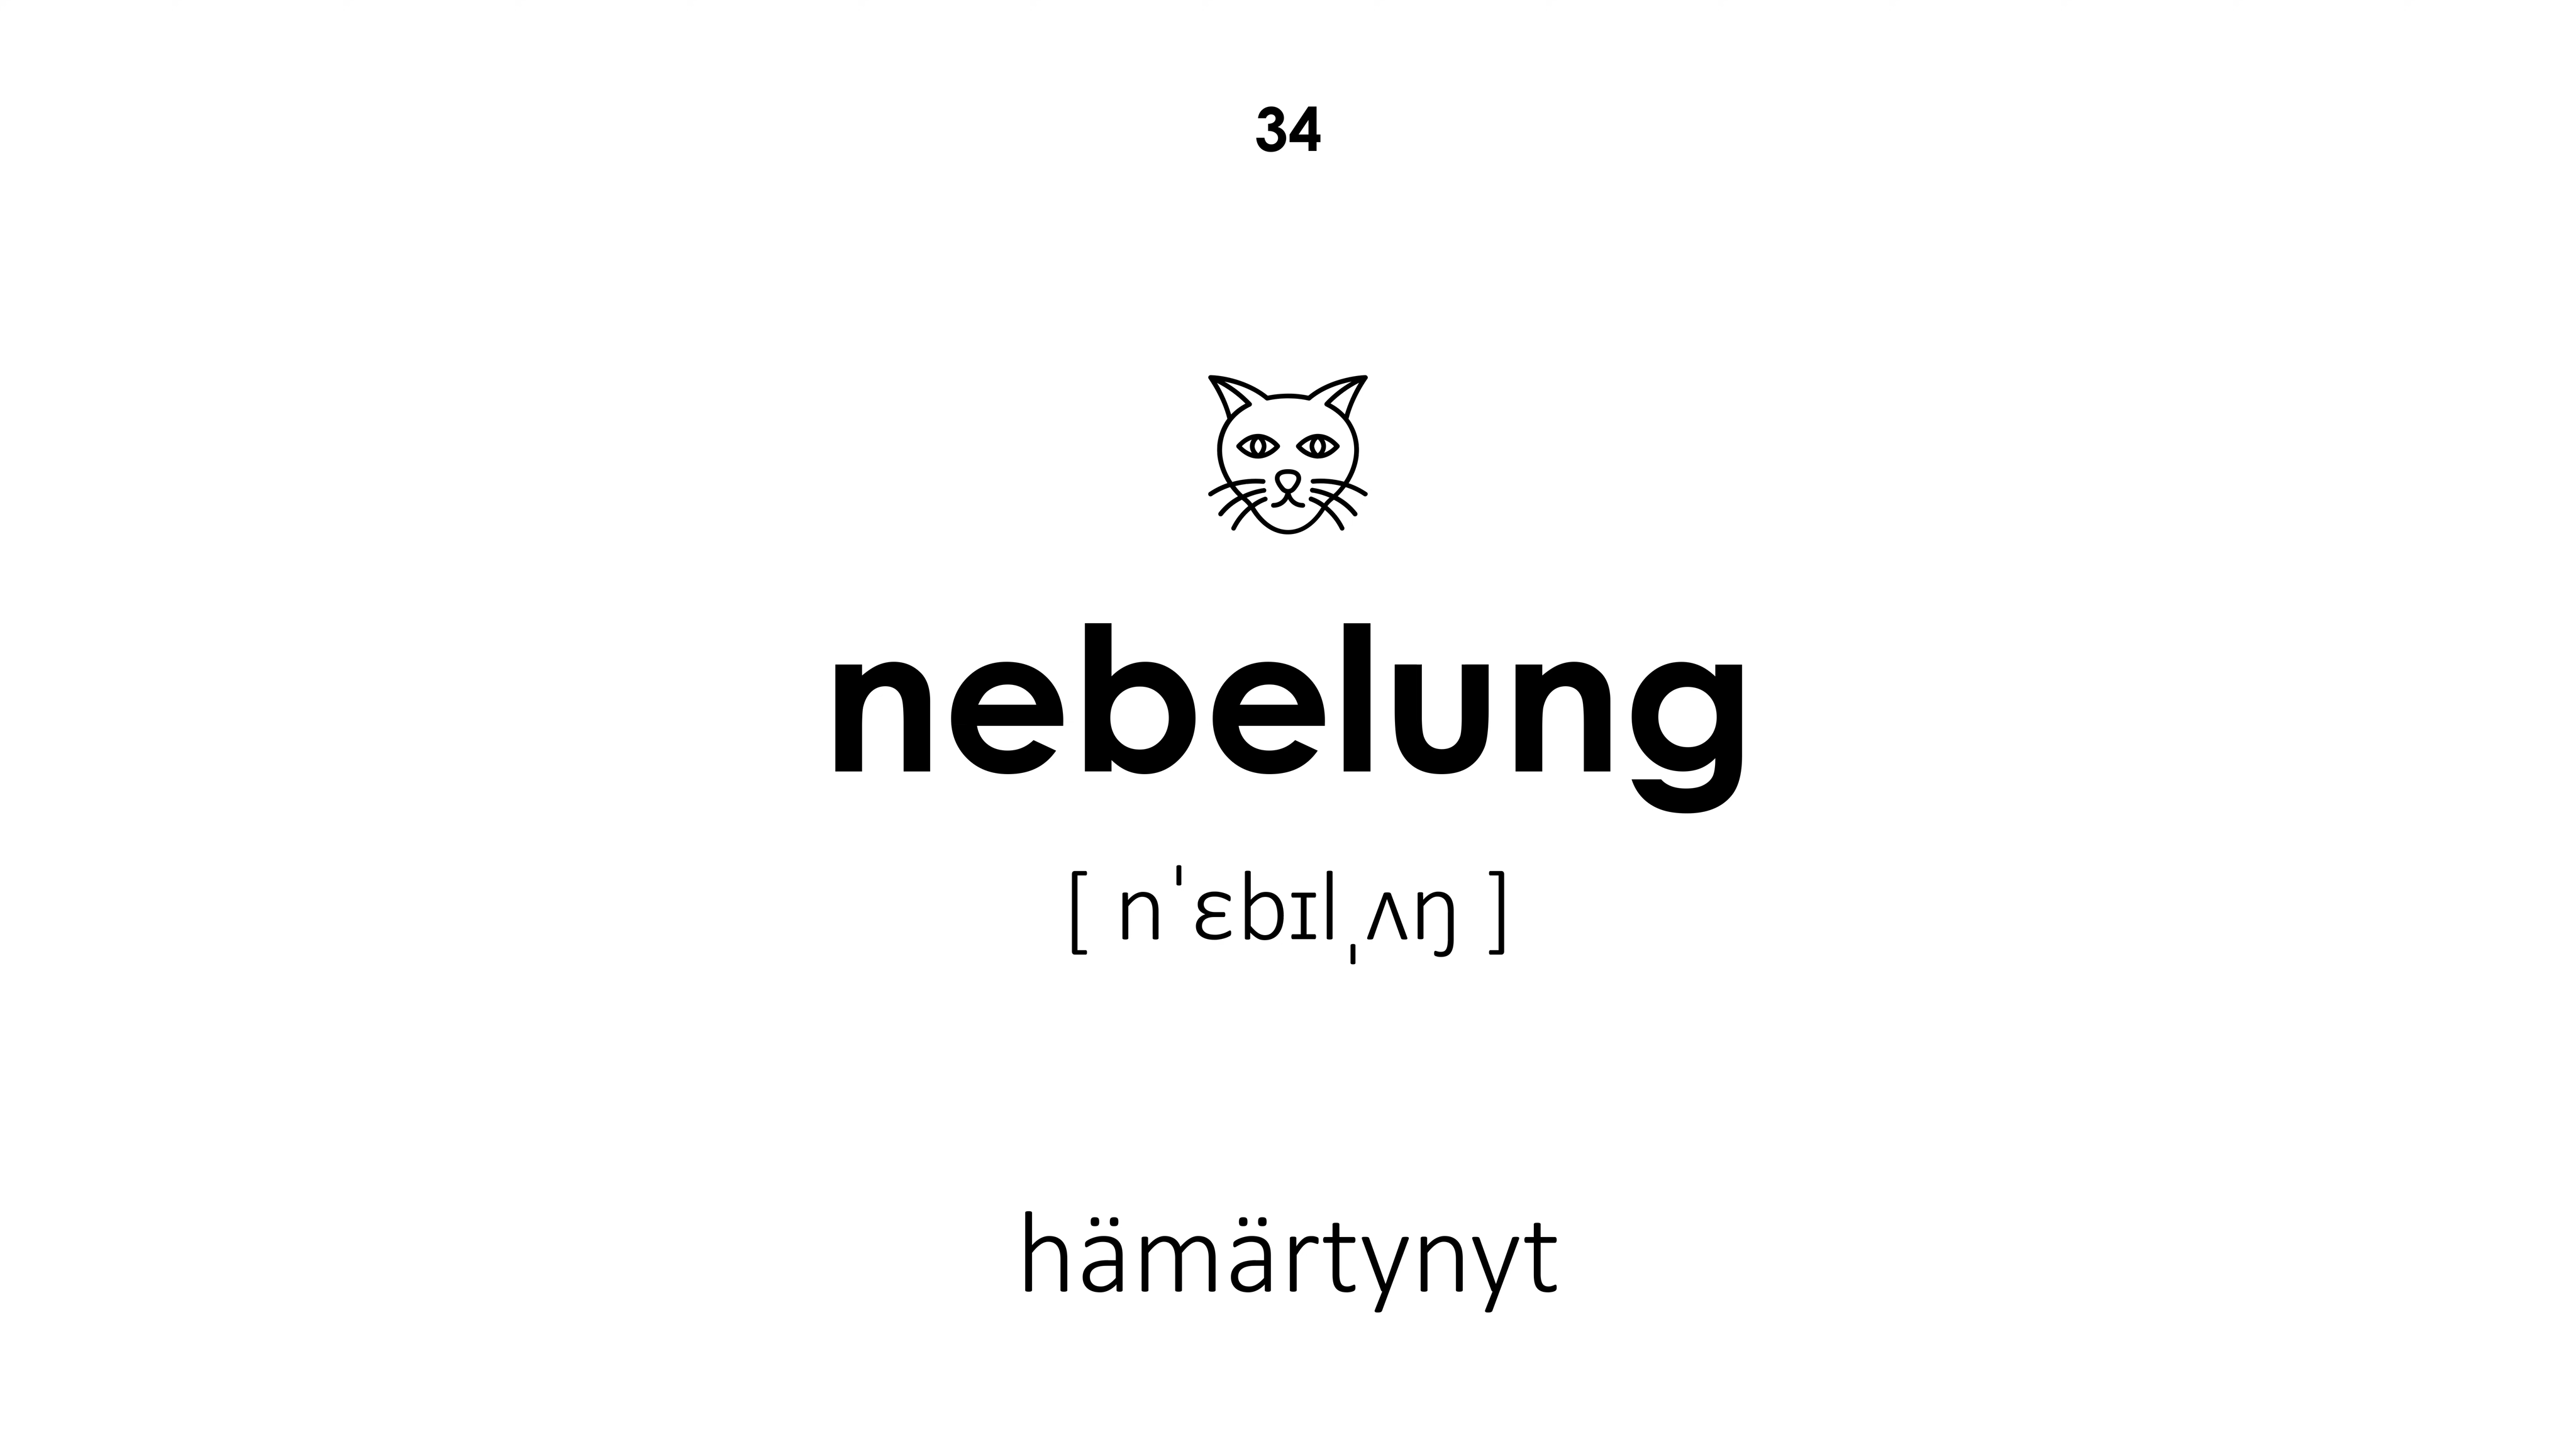 34
nebelung
[ nˈɛbɪlˌʌŋ ]
hämärtynyt